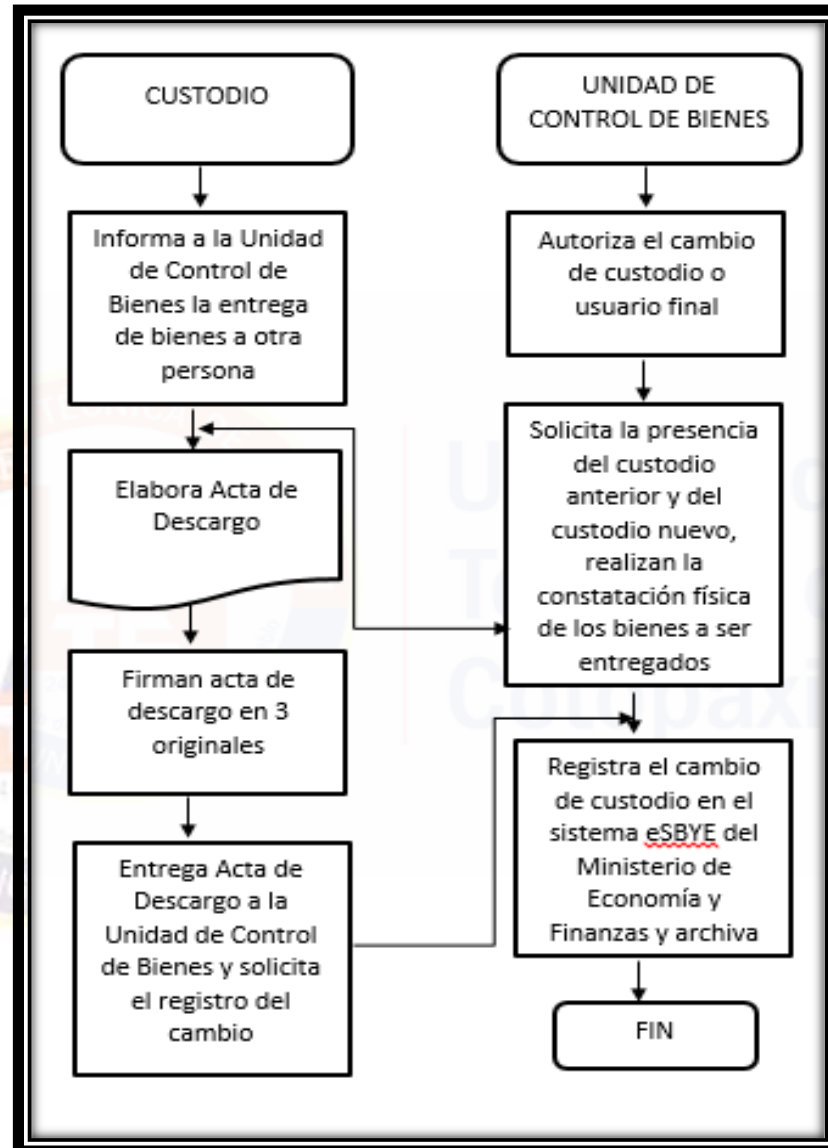 CUSTODIO
Informa a la Unidad
de Control de
Bienes la entrega
de bienes a otra
persona
Elabora Acta de
Descargo
Firman acta de
descargo en 3
originales
Entrega Acta de
Descargo a la
Unidad de Control
de Bienes y solicita
el registro del
cambio
UNIDAD DE
CONTROL DE BIENES
Autoriza el cambio
de custodio o
usuario final
Solicita la presencia
del custodio
anterior y del
custodio nuevo,
realizan la
constatación física
de los bienes a ser
entregados
Registra el cambio
de custodio en el
sistema eSBYE del
Ministerio de
Economía y
Finanzas y archiva
FIN
Cotopaxi